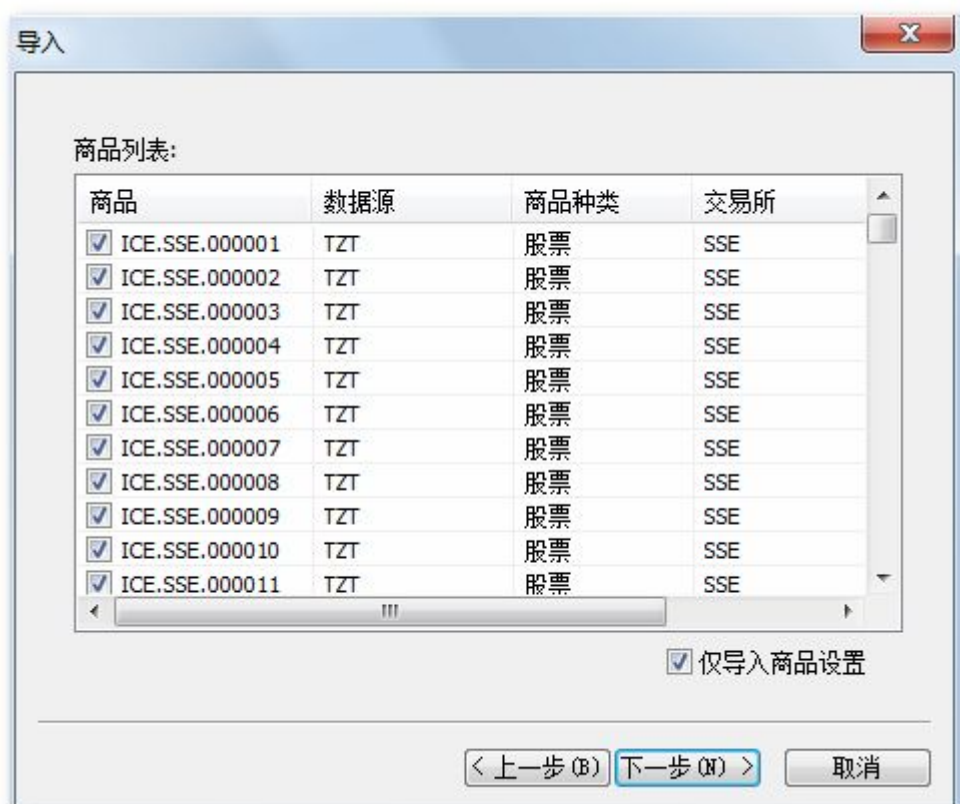 导入
商品列表:
商品 数据源 商品种类 交易所
ICE.SSE.000001 TZT 股票 SSE
ICE.SSE.000002 TZT 股票 SSE
ICE.SSE.000003 TZT 股票 SSE
ICE.SSE.000004 TZT 股票 SSE
ICE.SSE.000005 TZT 股票 SSE
ICE.SSE.000006 TZT 股票 SSE
ICE.SSE.000007 TZT 股票 SSE
ICE.SSE.000008 TZT 股票 SSE
ICE.SSE.000009 TZT 股票 SSE
ICE.SSE.000010 TZT 股票 SSE
ICE.SSE.000011 TZT 股票 SSE
仅导入商品设置
< 上一步(B) 下一步(N) > 取消